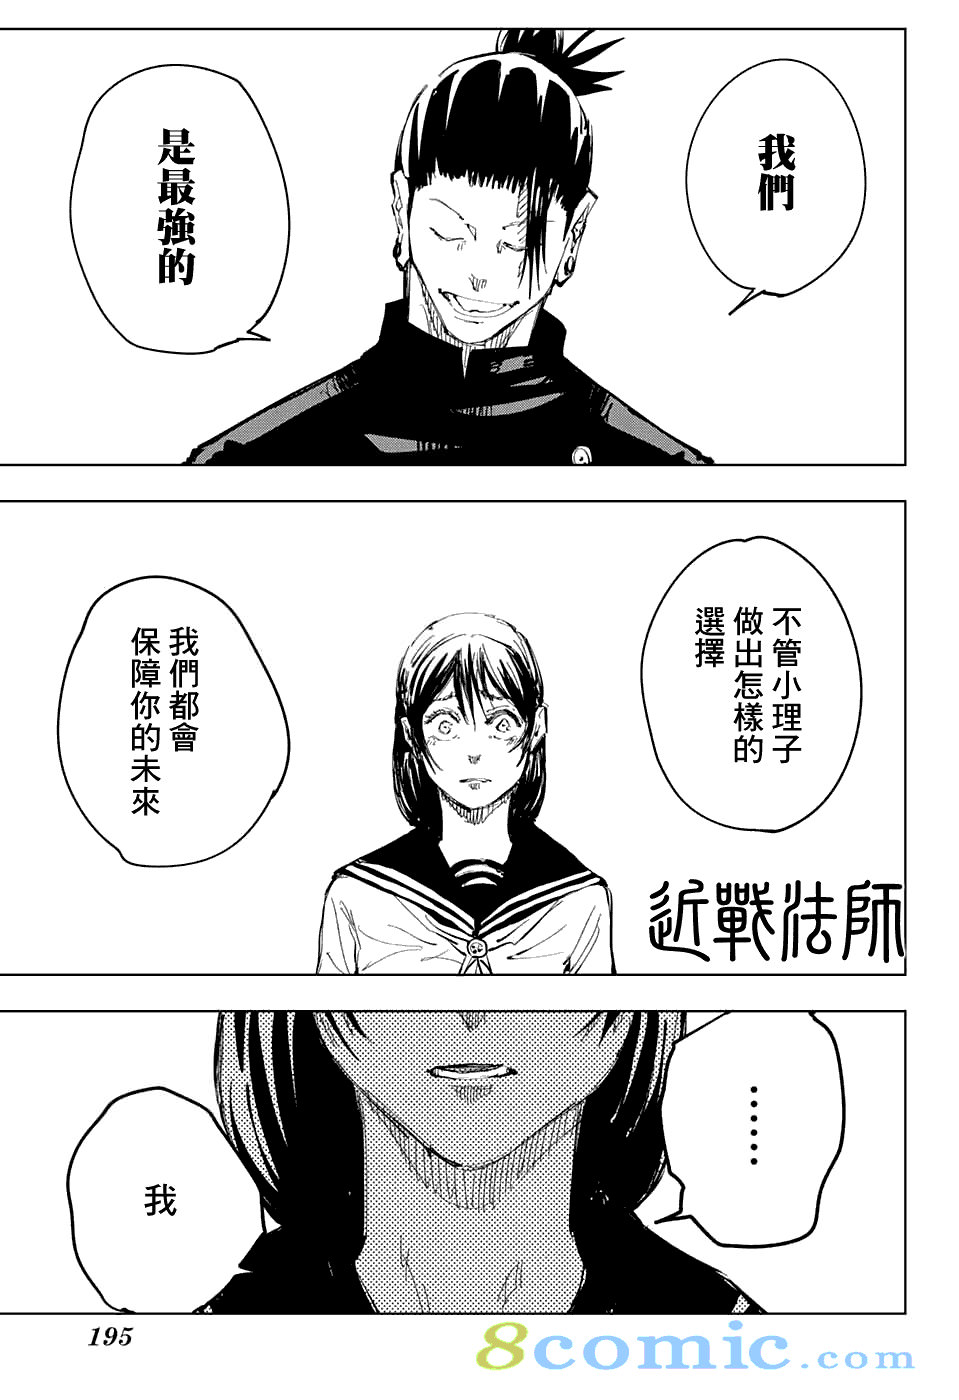 我們
是最強的
不管小理子
做出怎樣的
選擇
我們都會
保障你的未來
近戰法師
……
我
195
8comic.com